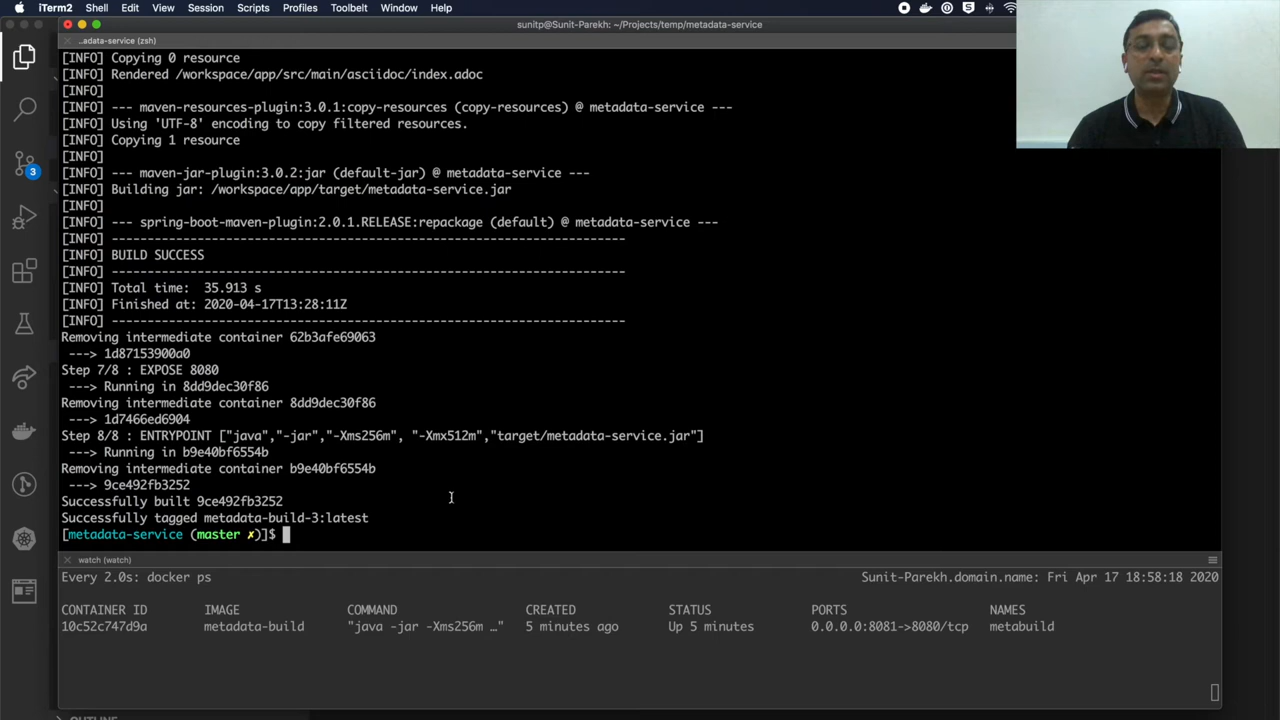 iTerm2 Shell Edit View Session Scripts Profiles Toolbelt Window Help
sunitp@Sunit-Parekh: ~/Projects/temp/metadata-service
..adata-service (zsh)
[INFO] Copying 0 resource
[INFO] Rendered /workspace/app/src/main/asciidoc/index.adoc
[INFO]
[INFO] --- maven-resources-plugin:3.0.1:copy-resources (copy-resources) @ metadata-service ---
[INFO] Using 'UTF-8' encoding to copy filtered resources.
[INFO] Copying 1 resource
[INFO]
[INFO] --- maven-jar-plugin:3.0.2:jar (default-jar) @ metadata-service ---
[INFO] Building jar: /workspace/app/target/metadata-service.jar
[INFO]
[INFO] --- spring-boot-maven-plugin:2.0.1.RELEASE:repackage (default) @ metadata-service ---
[INFO] ------------------------------------------------------------------------
[INFO] BUILD SUCCESS
[INFO] ------------------------------------------------------------------------
[INFO] Total time:  35.913 s
[INFO] Finished at: 2020-04-17T13:28:11Z
[INFO] ------------------------------------------------------------------------
Removing intermediate container 62b3afe69063
---> 1d87153900a0
Step 7/8 : EXPOSE 8080
---> Running in 8dd9dec30f86
Removing intermediate container 8dd9dec30f86
---> 1d7466ed6904
Step 8/8 : ENTRYPOINT ["java","-jar","-Xms256m", "-Xmx512m","target/metadata-service.jar"]
---> Running in b9e40bf6554b
Removing intermediate container b9e40bf6554b
---> 9ce492fb3252
Successfully built 9ce492fb3252
Successfully tagged metadata-build-3:latest
[metadata-service (master ✗)]$
3
watch (watch)
Every 2.0s: docker ps Sunit-Parekh.domain.name: Fri Apr 17 18:58:18 2020
CONTAINER ID IMAGE COMMAND CREATED STATUS PORTS NAMES
10c52c747d9a metadata-build "java -jar -Xms256m …" 5 minutes ago Up 5 minutes 0.0.0.0:8081->8080/tcp metabuild
OUTLINE